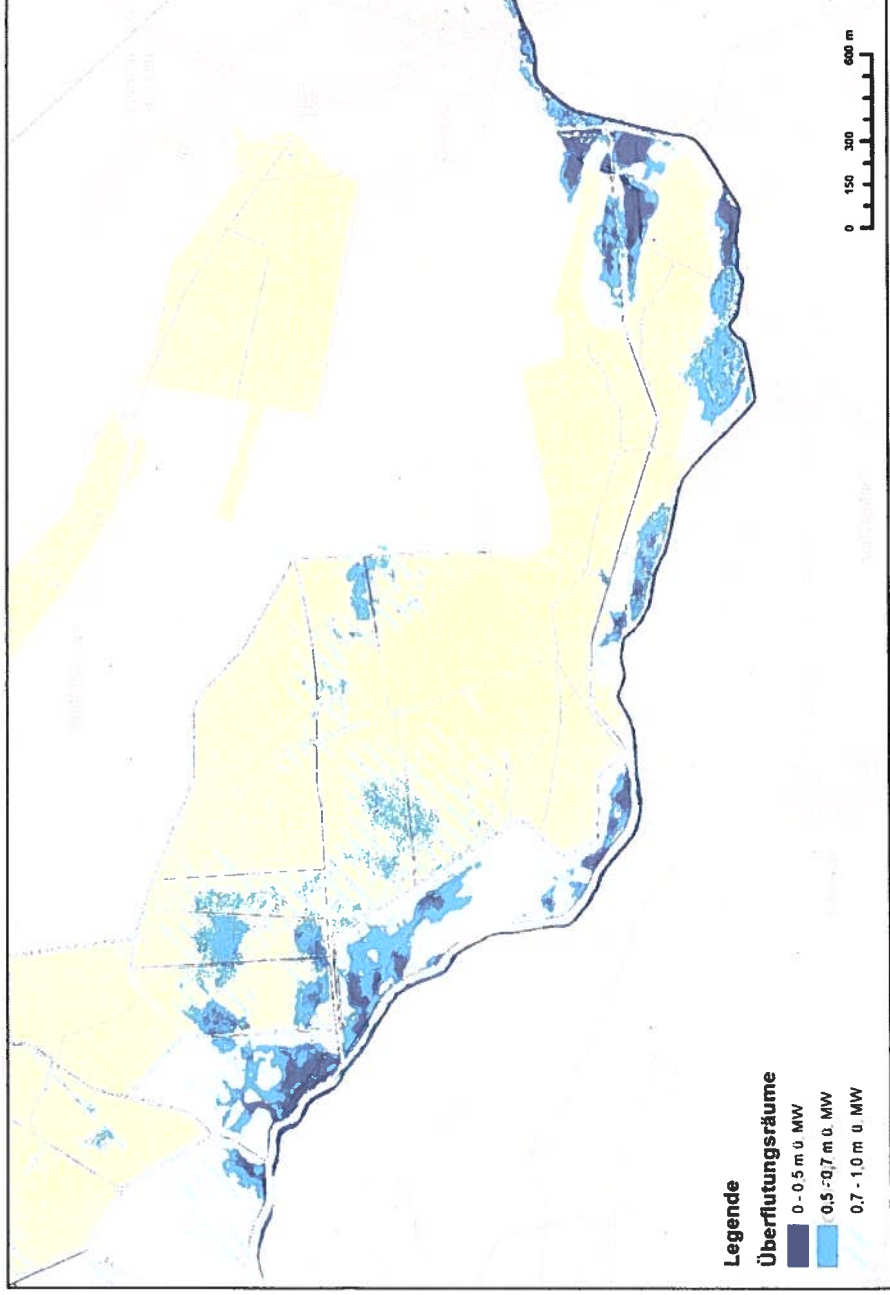 Legende
Überflutungsräume
0 - 0,5 m ü. MW
0,5 - 0,7 m ü. MW
0,7 - 1,0 m ü. MW
0 150 300 600 m